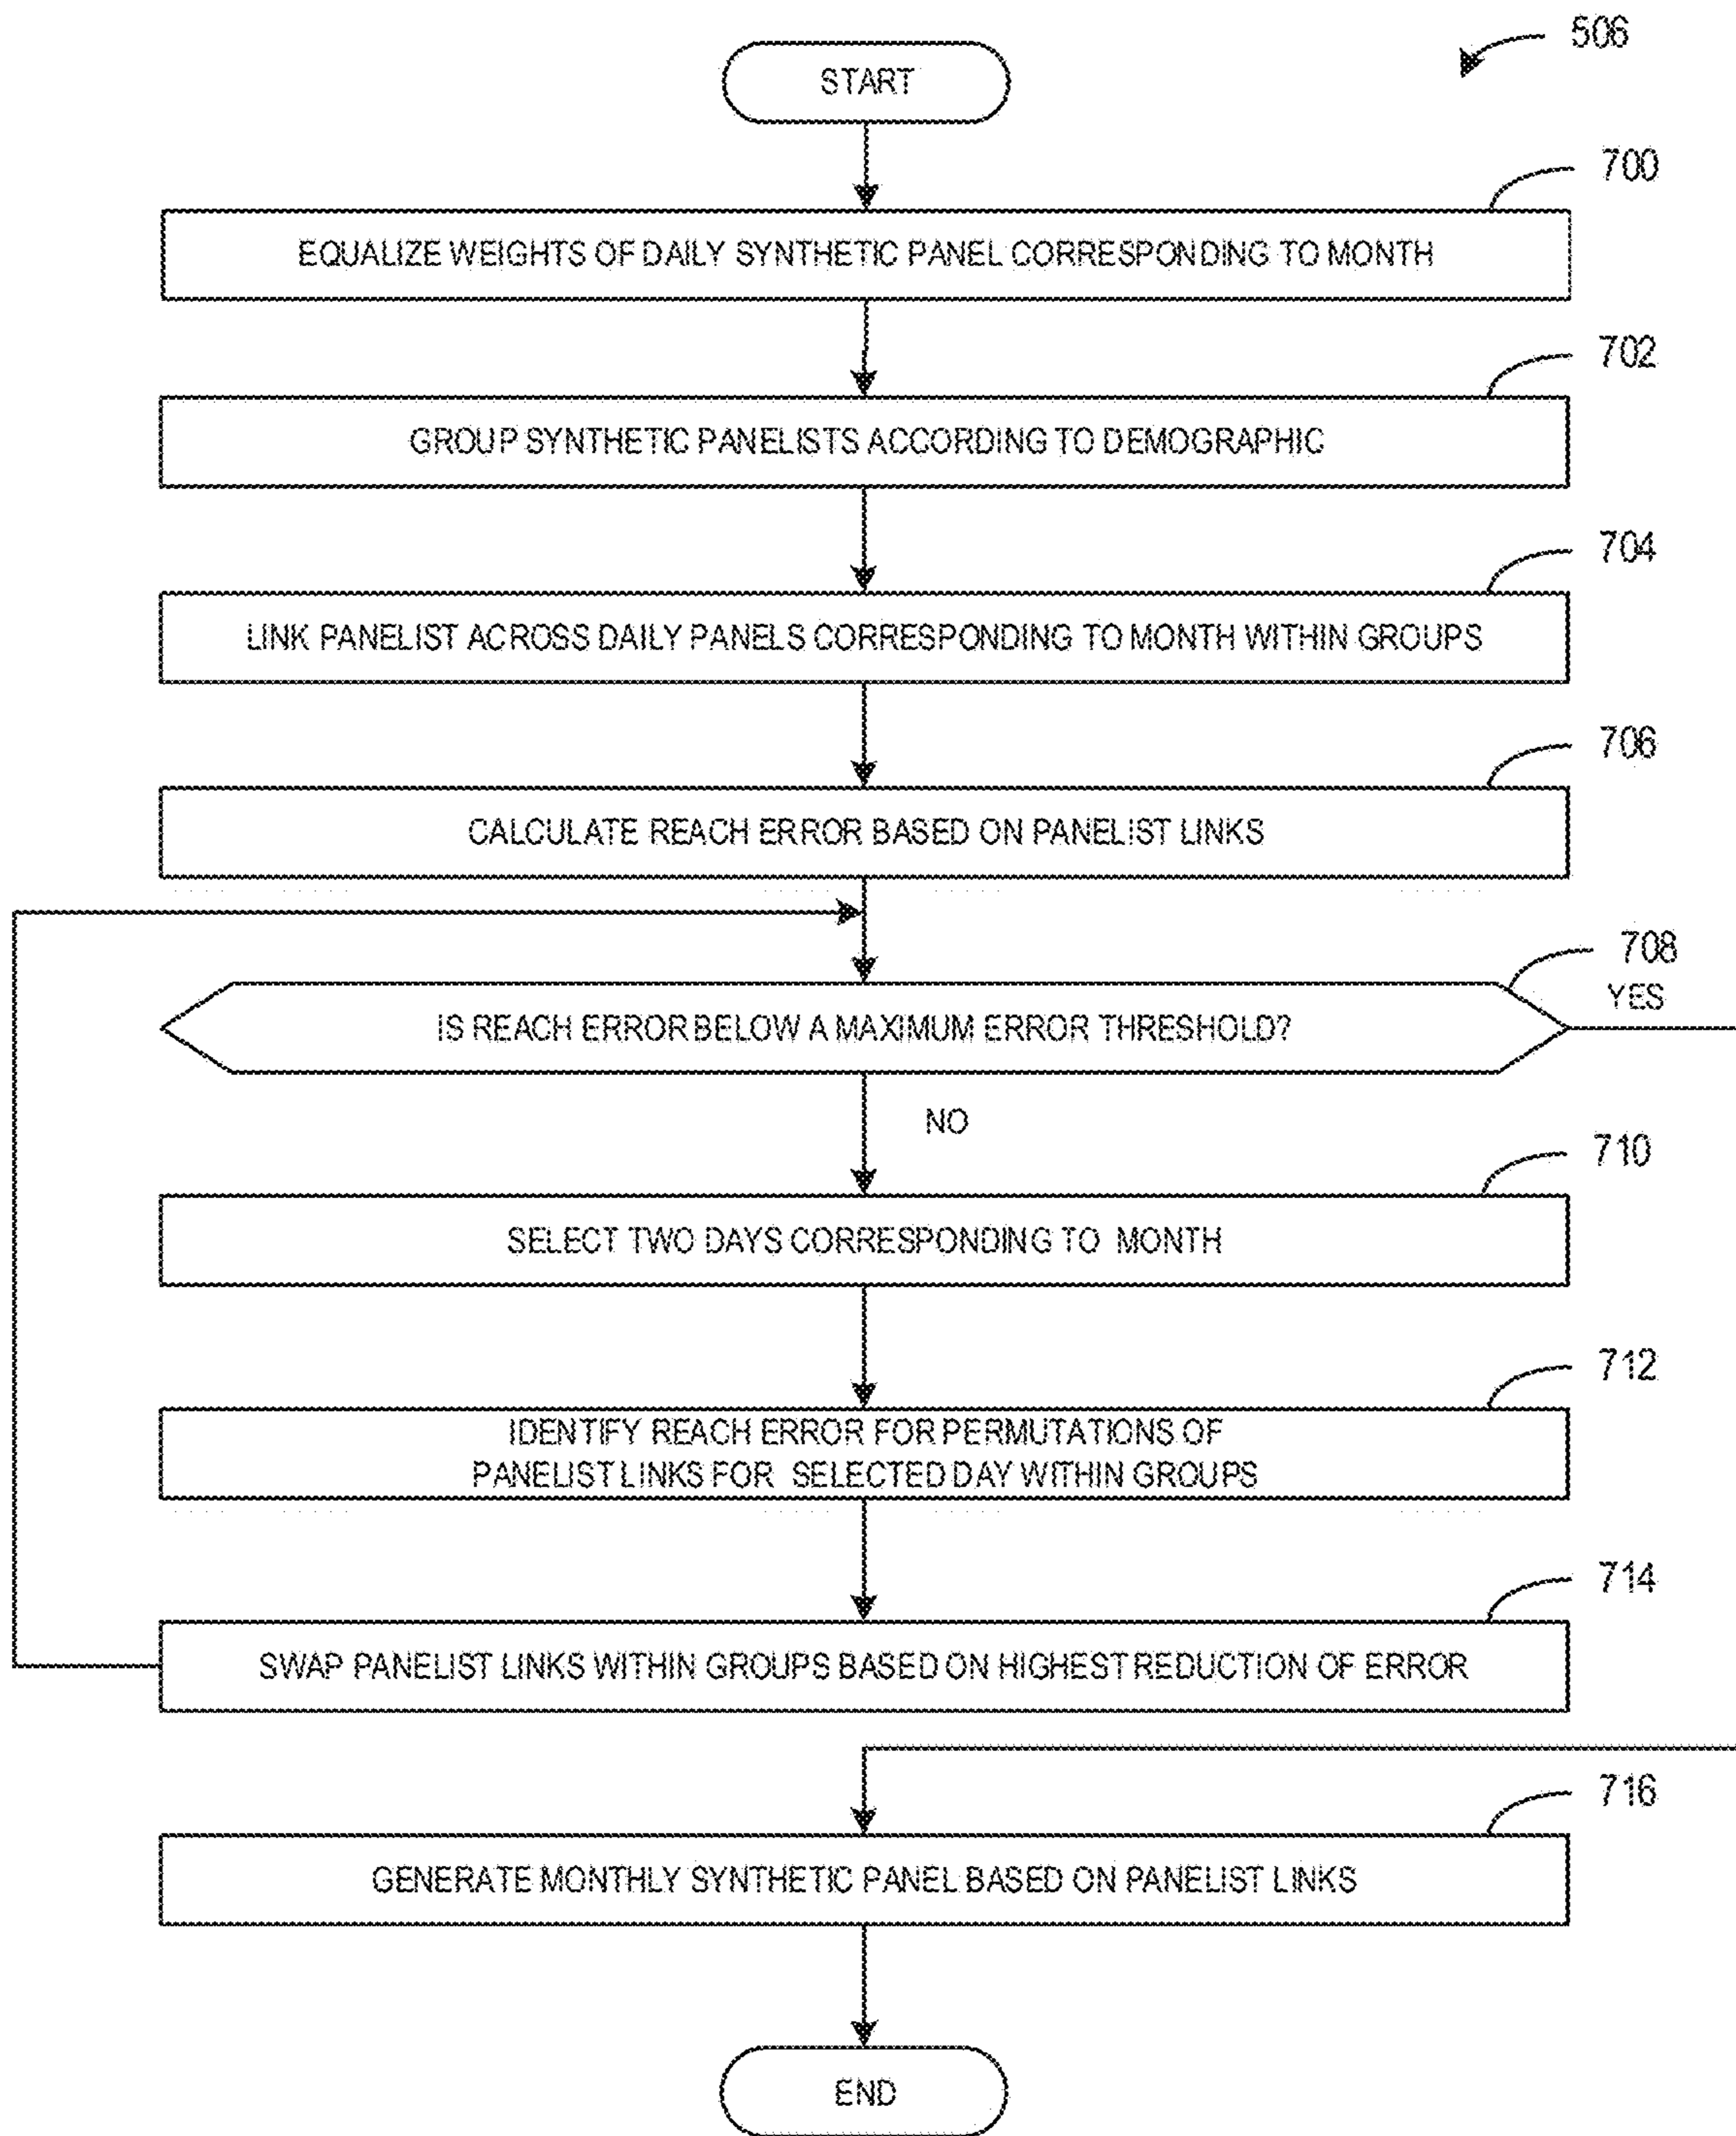 506
START
700
EQUALIZE WEIGHTS OF DAILY SYNTHETIC PANEL CORRESPONDING TO MONTH
702
GROUP SYNTHETIC PANELISTS ACCORDING TO DEMOGRAPHIC
704
LINK PANELIST ACROSS DAILY PANELS CORRESPONDING TO MONTH WITHIN GROUPS
706
CALCULATE REACH ERROR BASED ON PANELIST LINKS
708
YES
IS REACH ERROR BELOW A MAXIMUM ERROR THRESHOLD?
NO
710
SELECT TWO DAYS CORRESPONDING TO MONTH
712
IDENTIFY REACH ERROR FOR PERMUTATIONS OF
PANELIST LINKS FOR SELECTED DAY WITHIN GROUPS
714
SWAP PANELIST LINKS WITHIN GROUPS BASED ON HIGHEST REDUCTION OF ERROR
716
GENERATE MONTHLY SYNTHETIC PANEL BASED ON PANELIST LINKS
END